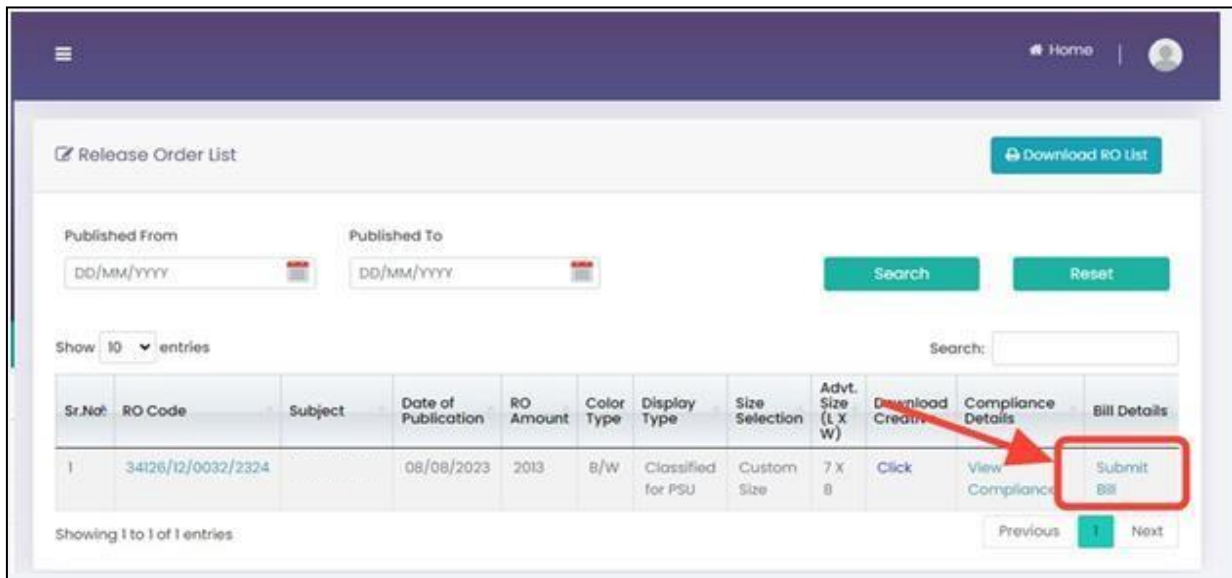 Home |
Release Order List
Download RO List
Published From Published To
DD/MM/YYYY DD/MM/YYYY Search Reset
Show 10 entries Search:
Sr.No RO Code Subject Date of Publication RO Amount Color Type Display Type Size Selection Advt. Size (L X W) Download Creative Compliance Details Bill Details
1 34126/12/0032/2324 08/08/2023 2013 B/W Classified for PSU Custom Size 7 X 8 Click View Compliance Submit Bill
Showing 1 to 1 of 1 entries Previous 1 Next